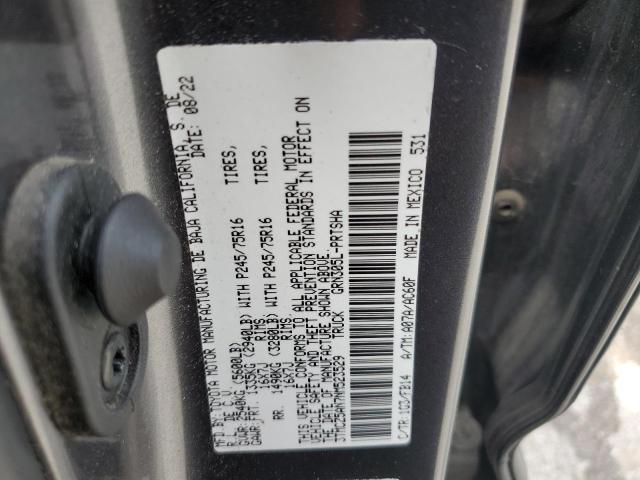 MFD.BY:TOYOTA MOTOR MANUFACTURING DE BAJA CALIFORNIA S. DE
R.L. DE C.V. DATE: 08/22
GVWR:2540KG (5600LB)
GAWR:FRT. 1335KG (2940LB) WITH P245/75R16 TIRES,
16X7J RIMS.
RR. 1490KG (3280LB) WITH P245/75R16 TIRES,
16X7J RIMS.
THIS VEHICLE CONFORMS TO ALL APPLICABLE FEDERAL MOTOR
VEHICLE SAFETY AND THEFT PREVENTION STANDARDS IN EFFECT ON
THE DATE OF MANUFACTURE SHOWN ABOVE.
3TMCZ5AN7NM523529 TRUCK GRN305L-PRTSHA
C/TR:1G3/FB14 A/TM:A07A/AC60F MADE IN MEXICO 531